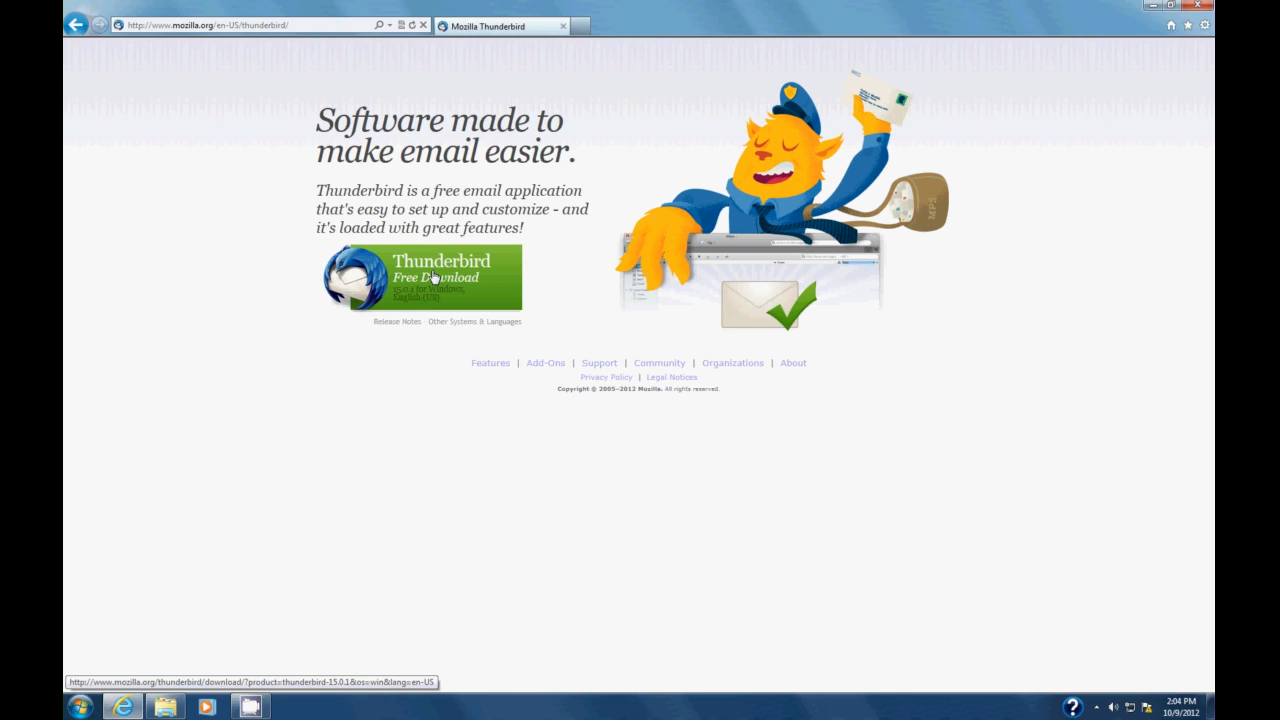 http://www.mozilla.org/en-US/thunderbird/
Mozilla Thunderbird
Software made to
make email easier.
Thunderbird is a free email application
that's easy to set up and customize - and
it's loaded with great features!
Thunderbird
Free Download
15.0.1 for Windows,
English (US)
Release Notes · Other Systems & Languages
MPS
Features | Add-Ons | Support | Community | Organizations | About
Privacy Policy | Legal Notices
Copyright © 2005–2012 Mozilla. All rights reserved.
http://www.mozilla.org/thunderbird/download/?product=thunderbird-15.0.1&os=win&lang=en-US
2:04 PM
10/9/2012